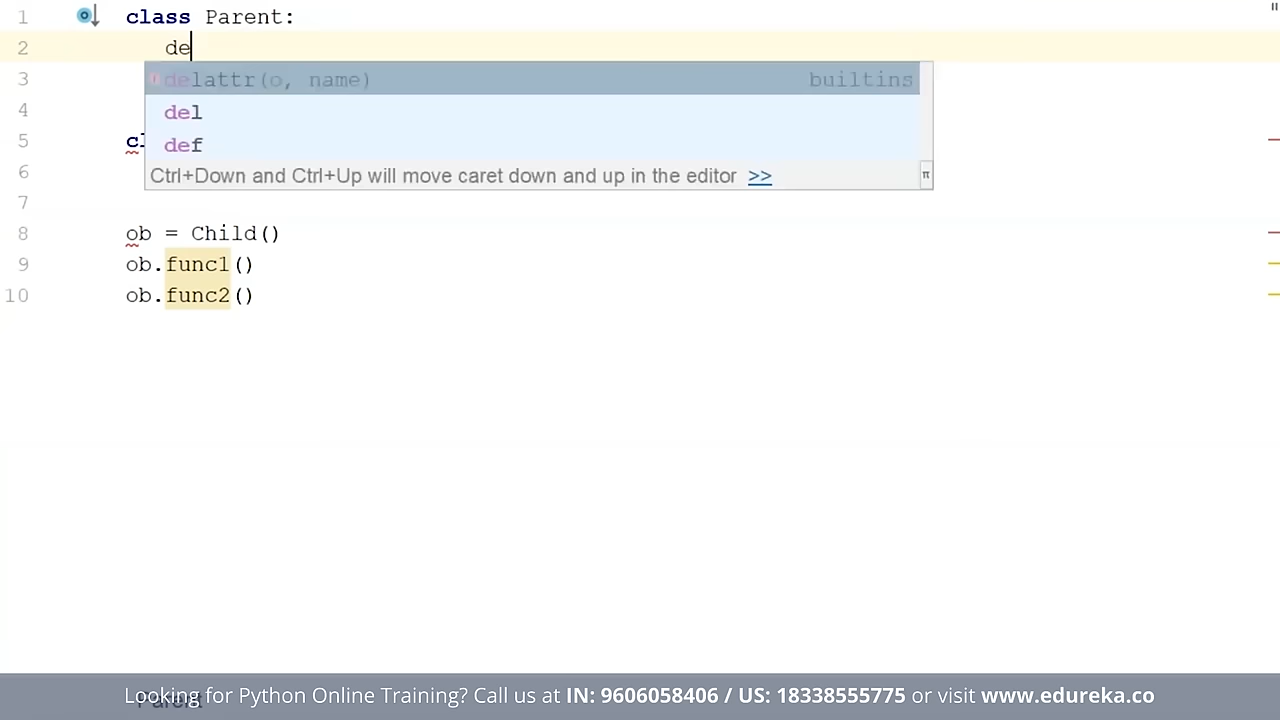 1 class Parent:
2 de
3 delattr(o, name) builtins
4 del
5 cl def
6 Ctrl+Down and Ctrl+Up will move caret down and up in the editor >> π
7
8 ob = Child()
9 ob.func1()
10 ob.func2()
Parent
Looking for Python Online Training? Call us at IN: 9606058406 / US: 18338555775 or visit www.edureka.co